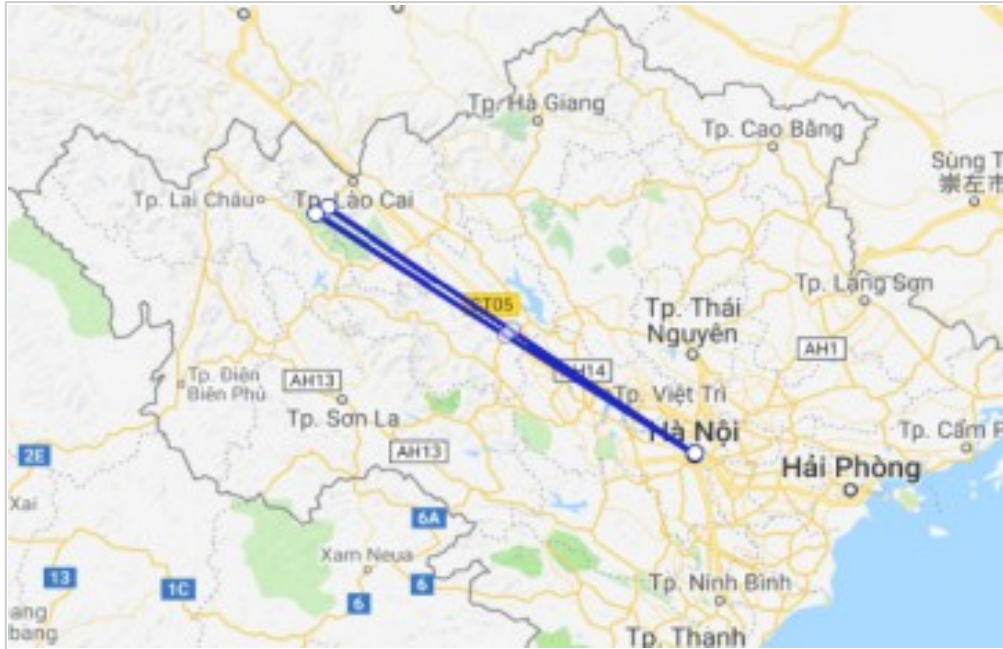 Tp. Hà Giang
Tp. Cao Bằng
Sùng T
崇左市
Tp. Lai Châu
Tp. Lào Cai
Tp. Lạng Sơn
CT05
Tp. Thái
Nguyên
AH1
AH14
Tp. Điện
Biên Phủ
AH13
Tp. Việt Trì
Tp. Sơn La
Hà Nội
Tp. Cẩm P
2E
AH13
Hải Phòng
Xai
6A
Xam Neua
13
1C
6
6
Tp. Ninh Bình
ang
bang
Tp. Thanh